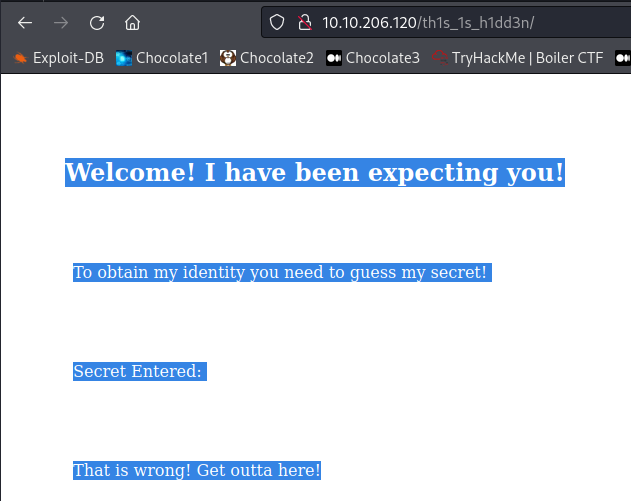 10.10.206.120/th1s_1s_h1dd3n/
Exploit-DB Chocolate1 Chocolate2 Chocolate3 TryHackMe | Boiler CTF
Welcome! I have been expecting you!
To obtain my identity you need to guess my secret!
Secret Entered:
That is wrong! Get outta here!